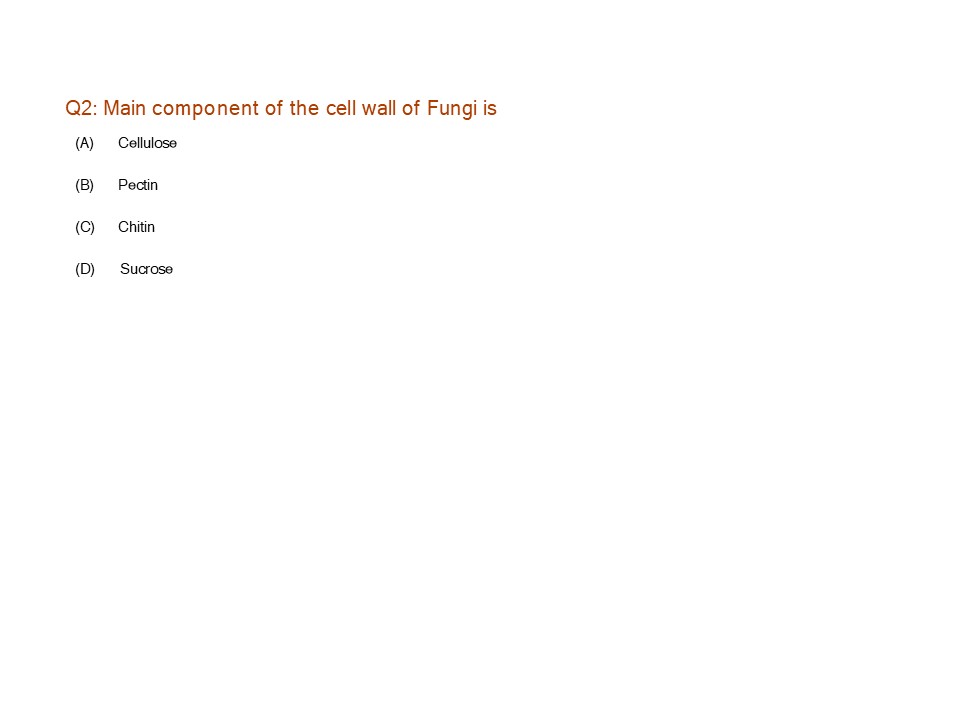 Q2: Main component of the cell wall of Fungi is
(A) Cellulose
(B) Pectin
(C) Chitin
(D) Sucrose